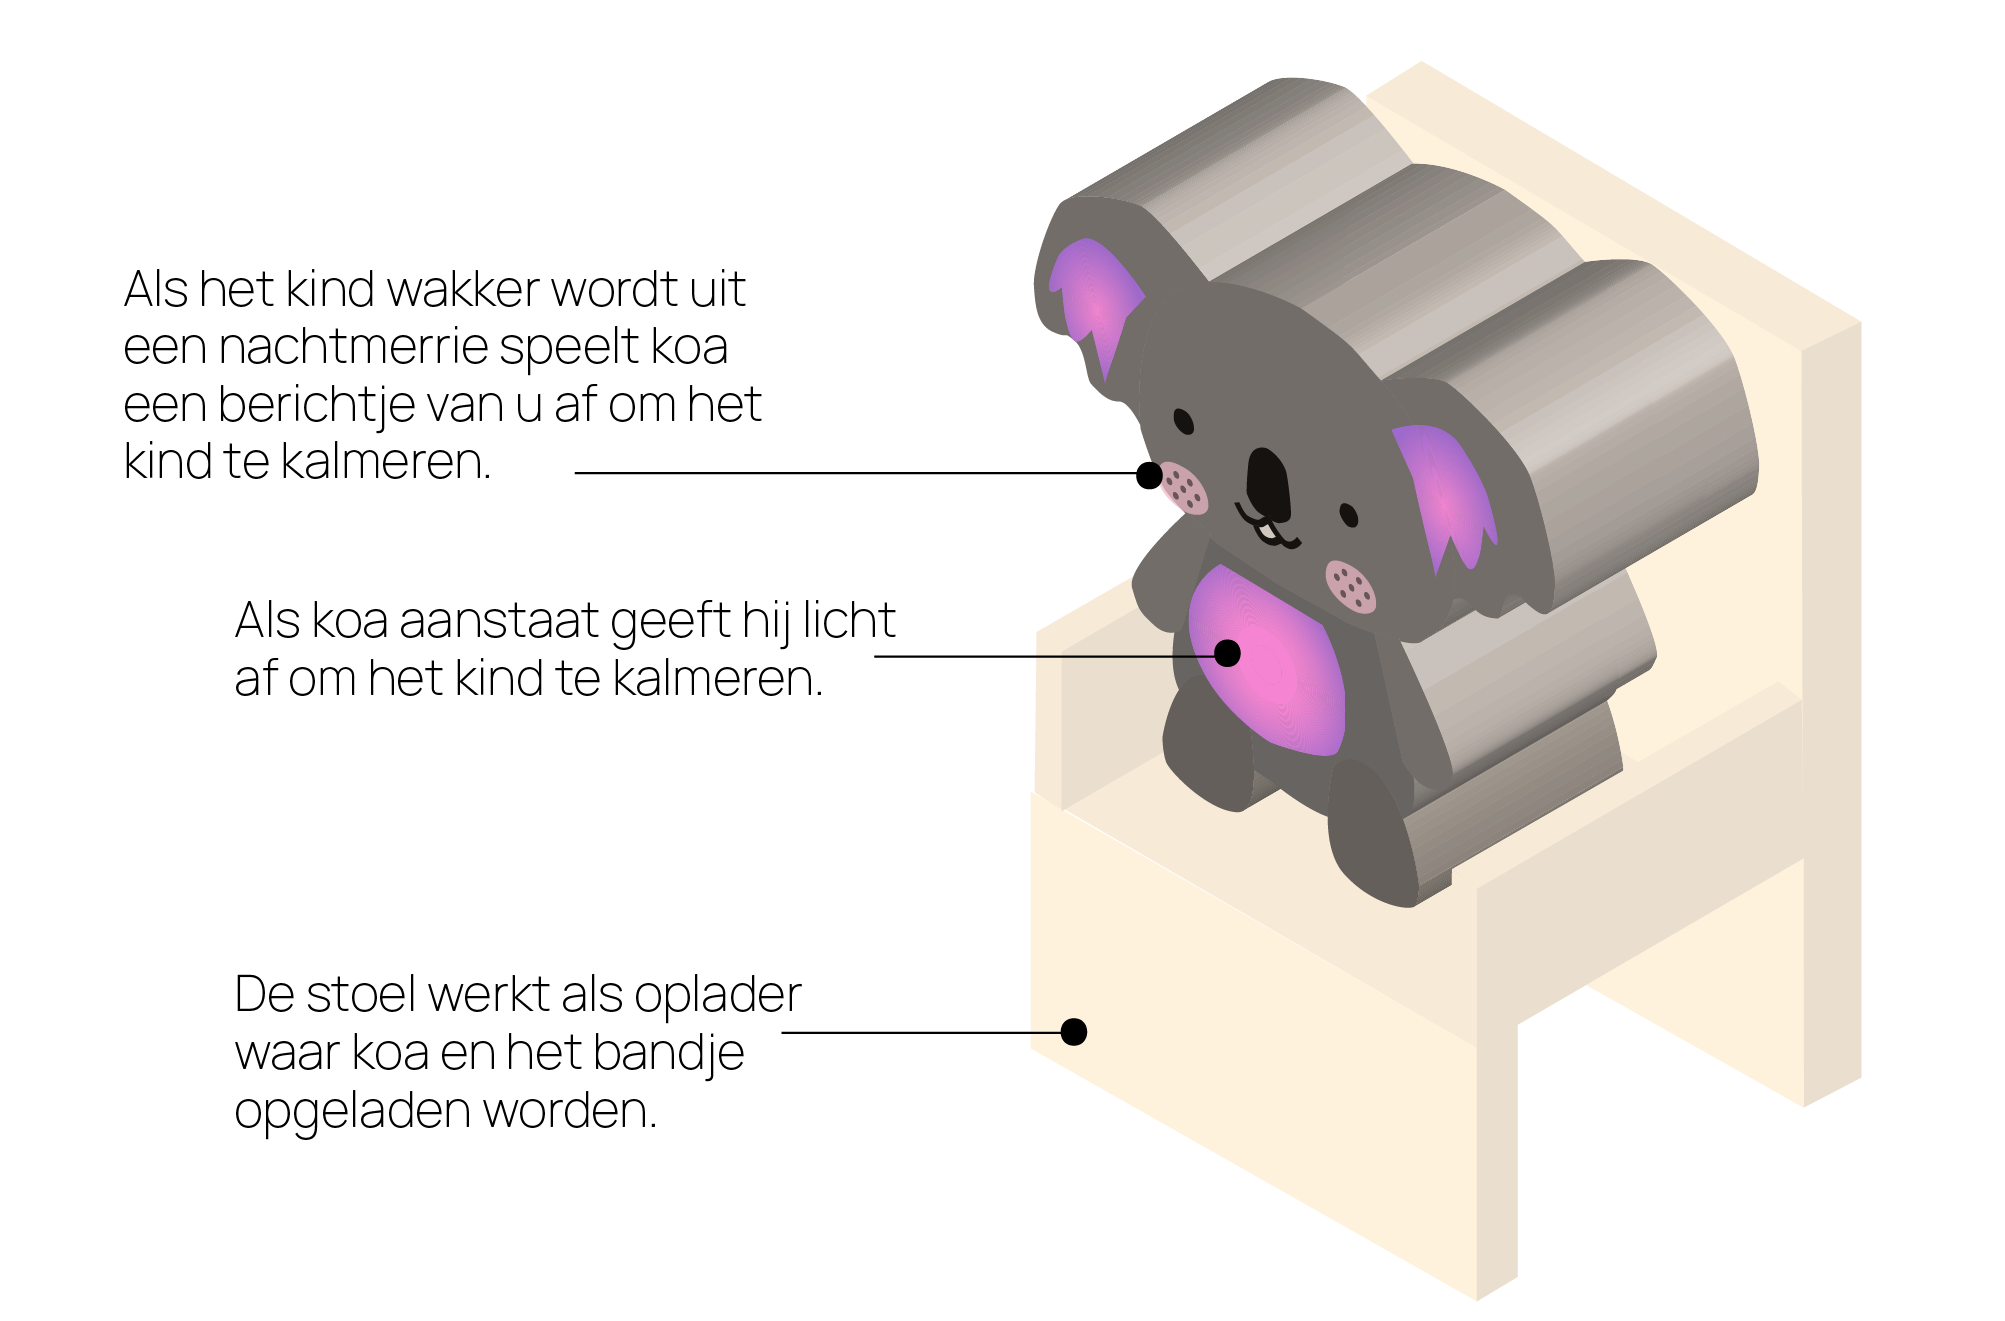 Als het kind wakker wordt uit
een nachtmerrie speelt koa
een berichtje van u af om het
kind te kalmeren.
Als koa aanstaat geeft hij licht
af om het kind te kalmeren.
De stoel werkt als oplader
waar koa en het bandje
opgeladen worden.